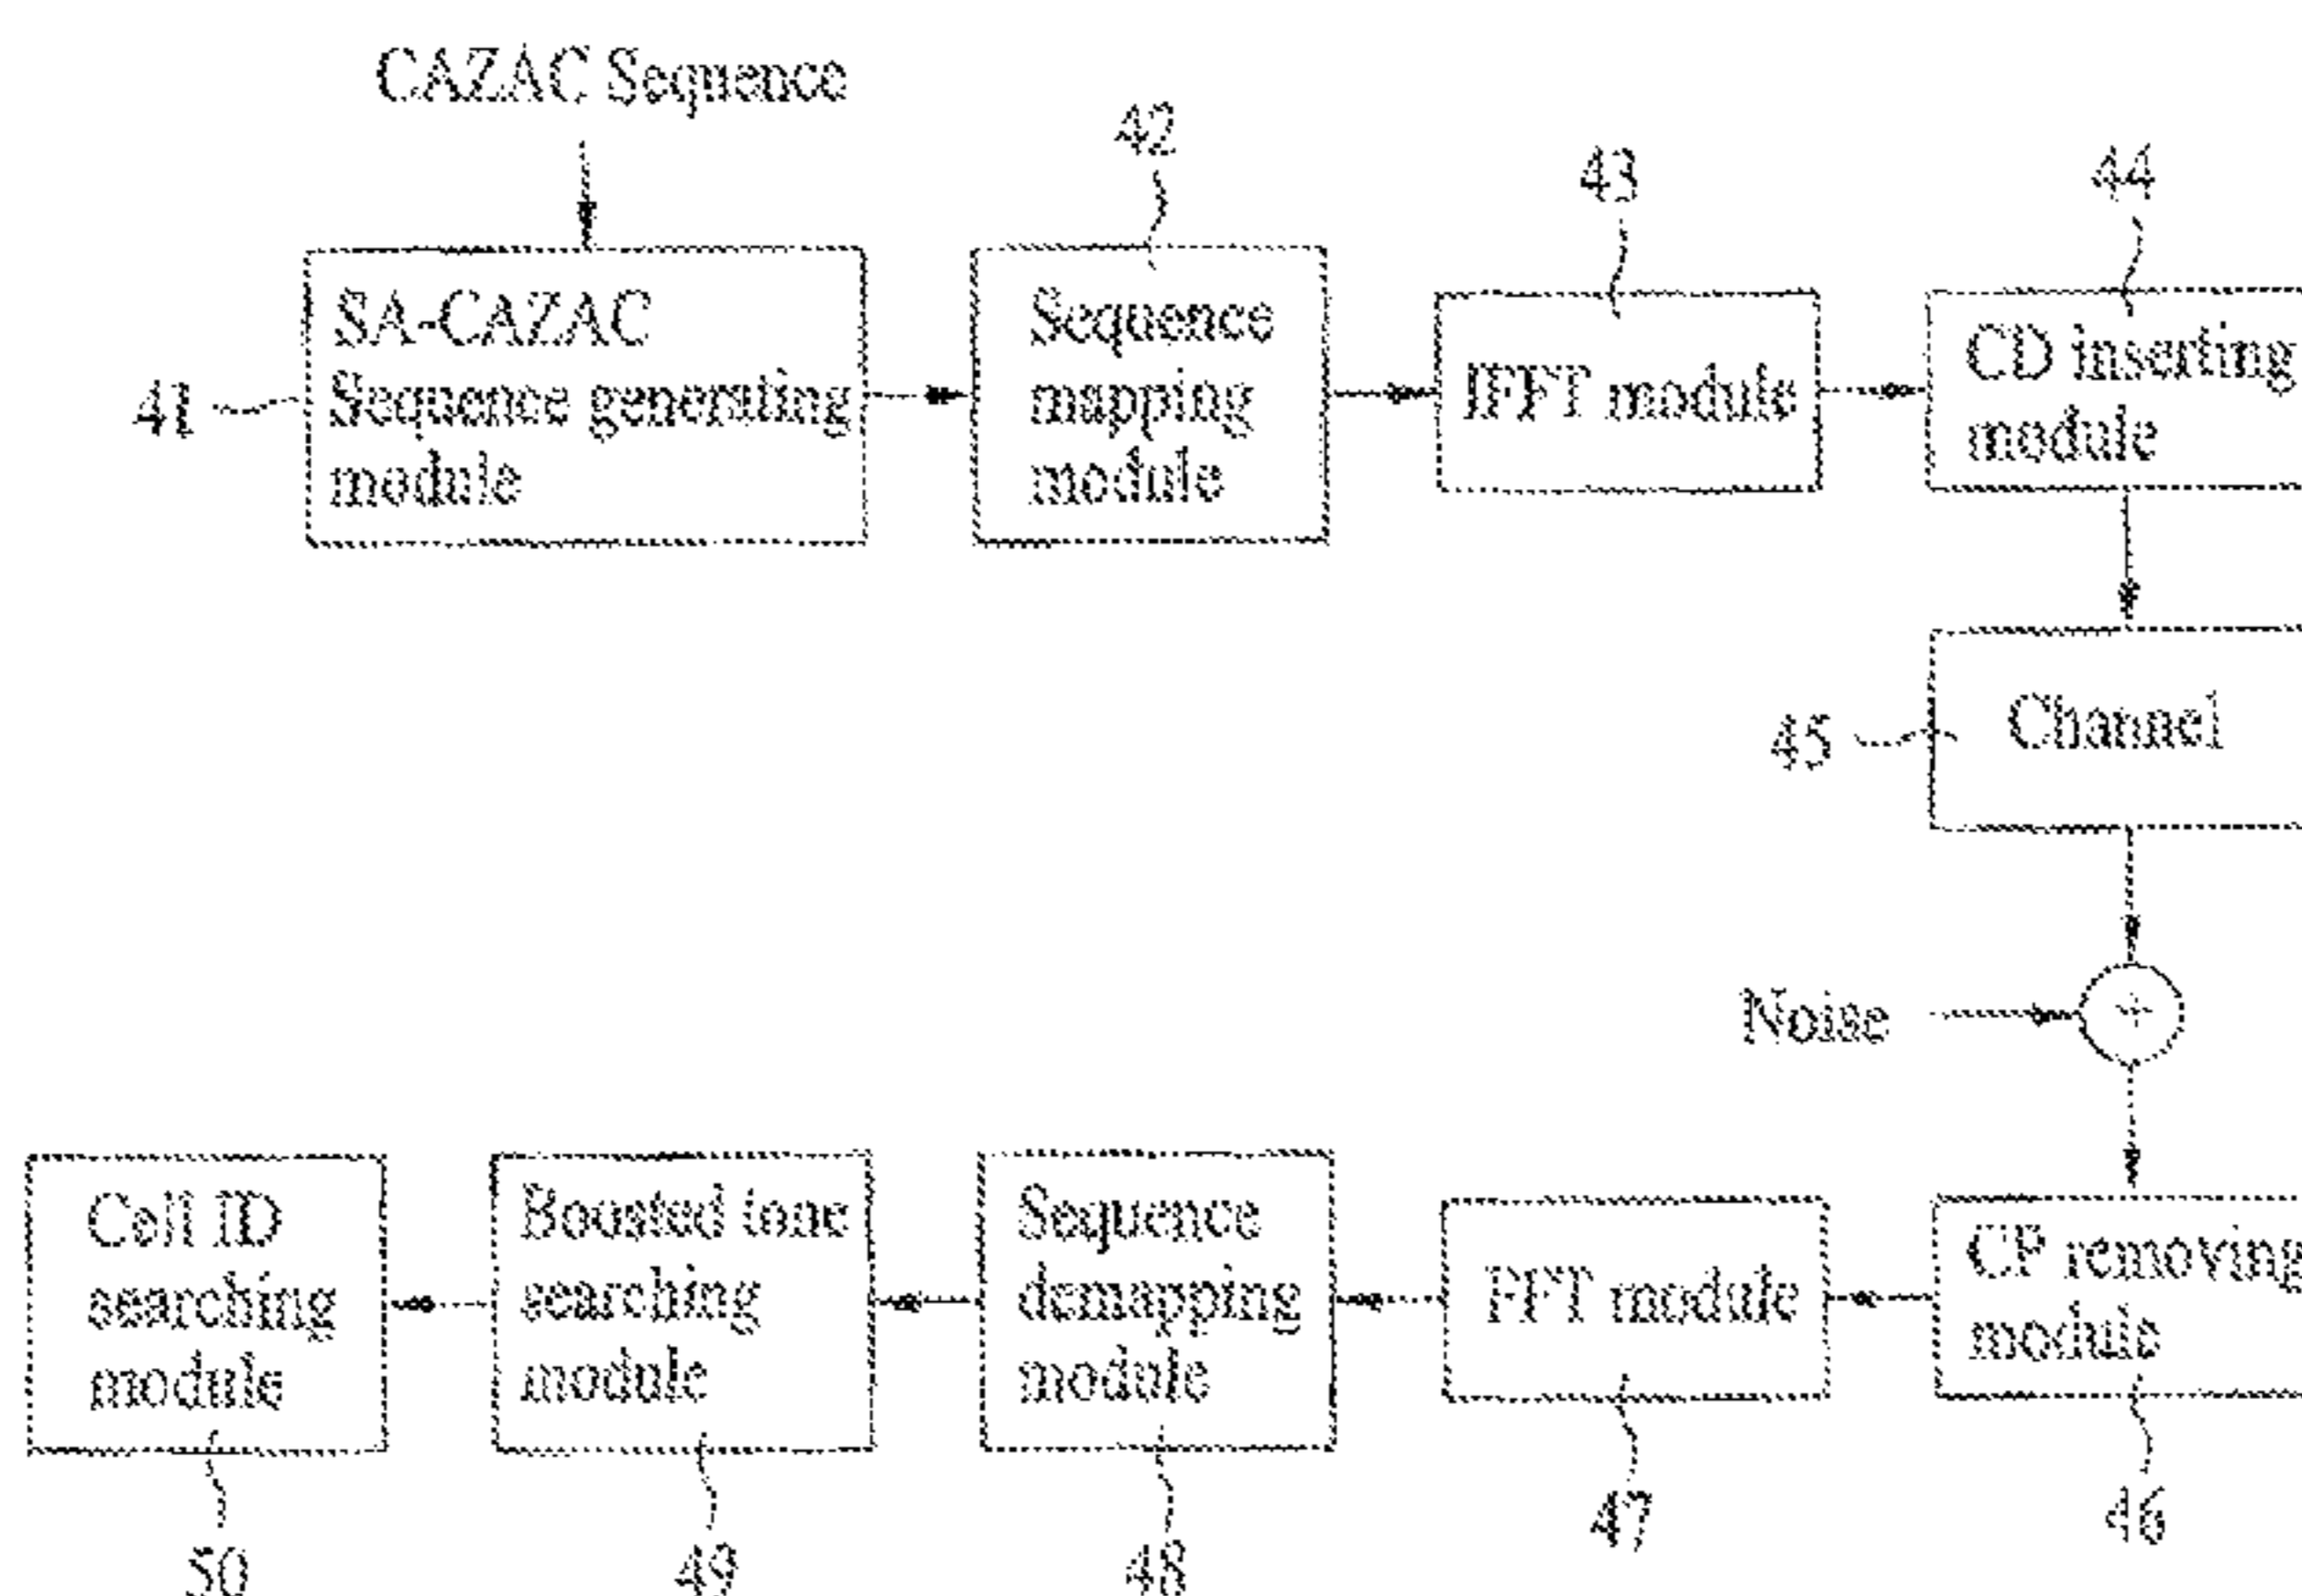 CAZAC Sequence
42
43
44
SA-CAZAC
Sequence generating
module
Sequence
mapping
module
IFFT module
CD inserting
module
41
Channel
45
Noise
Cell ID
searching
module
Boosted tone
searching
module
Sequence
demapping
module
FFT module
CP removing
module
50
49
48
47
46